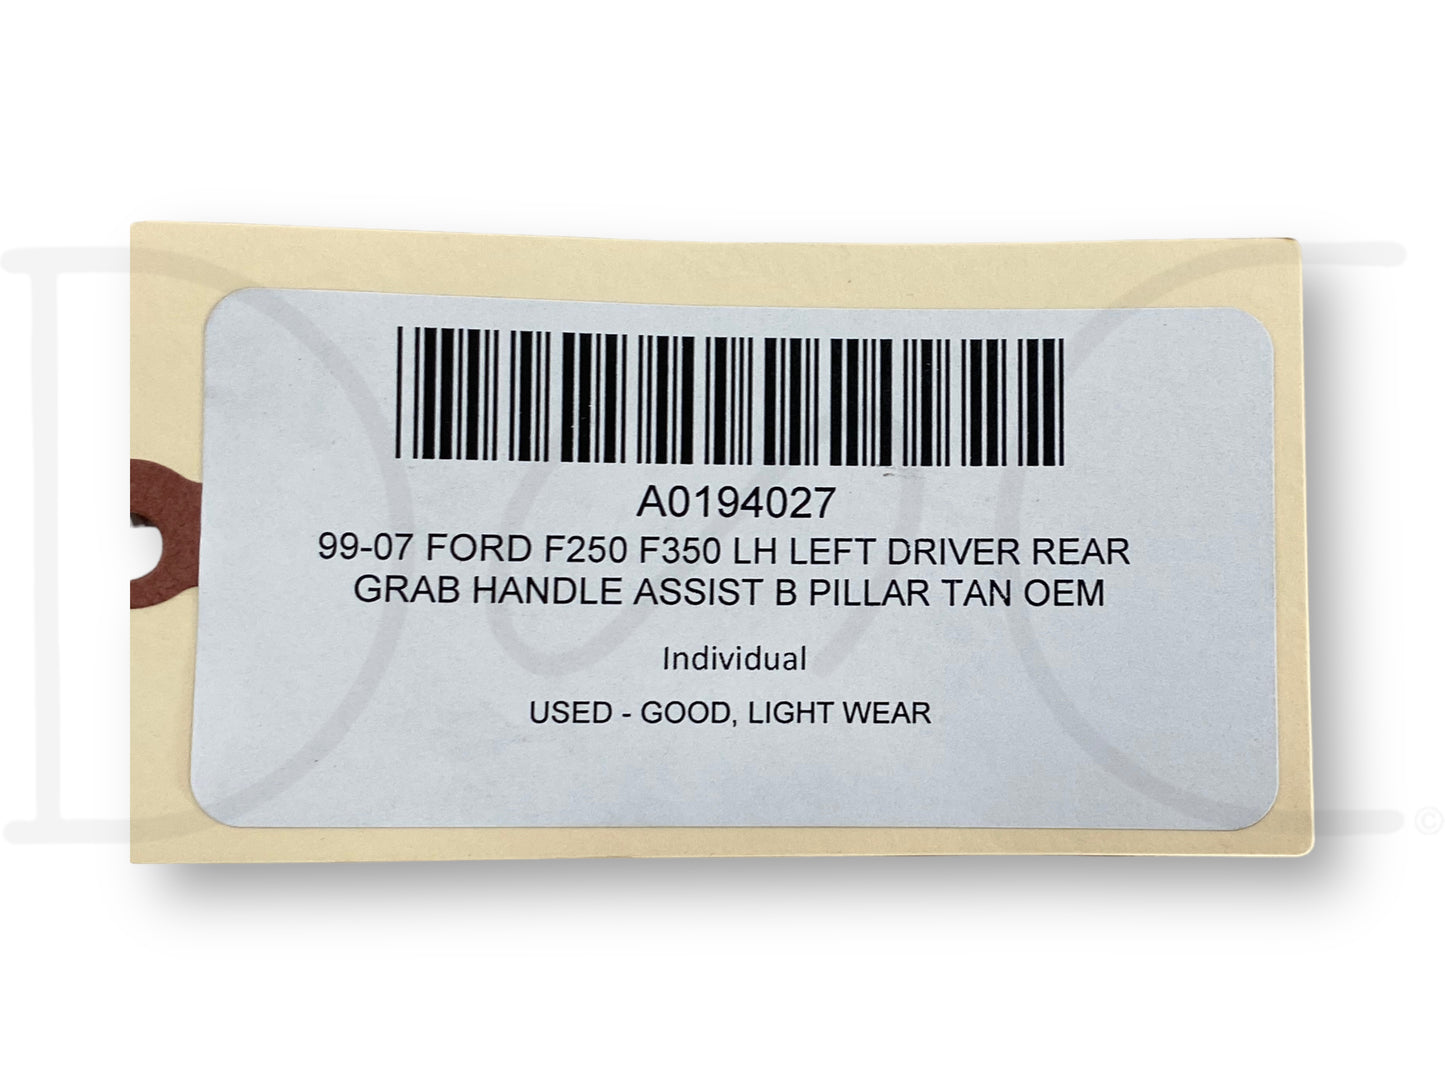 A0194027
99-07 FORD F250 F350 LH LEFT DRIVER REAR
GRAB HANDLE ASSIST B PILLAR TAN OEM
Individual
USED - GOOD, LIGHT WEAR
©